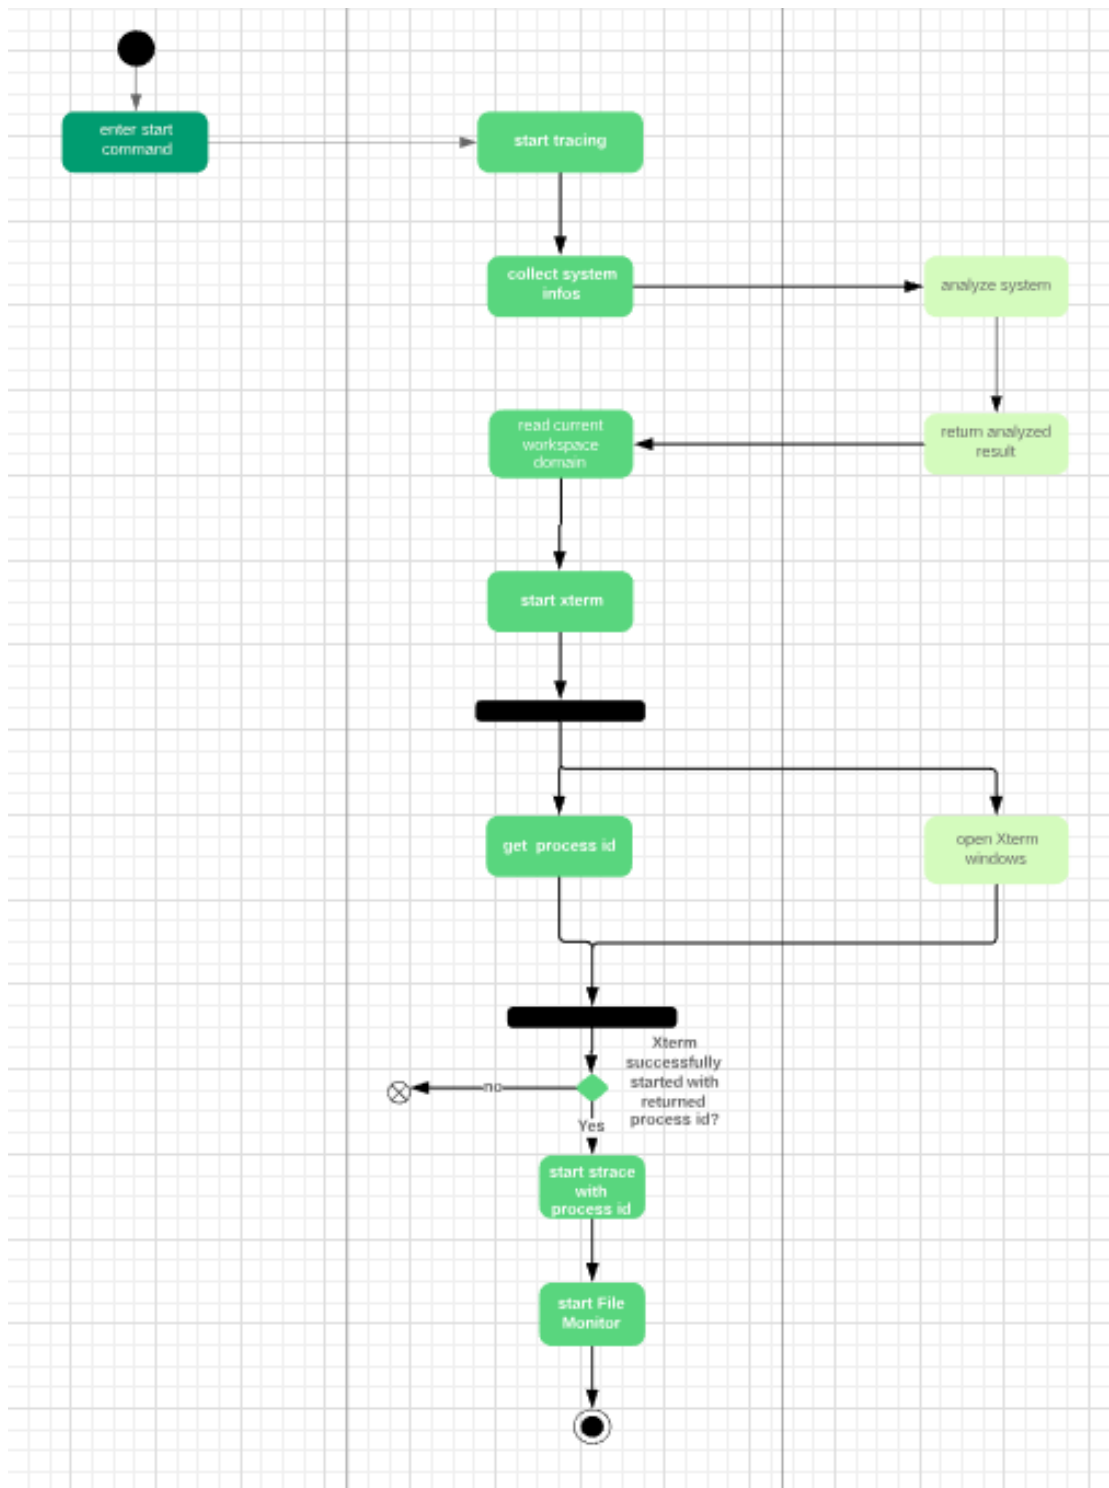 enter start
command
start tracing
collect system
infos
analyze system
read current
workspace
domain
return analyzed
result
start xterm
get process id
open Xterm
windows
Xterm
successfully
started with
returned
process id?
no
Yes
start strace
with
process id
start File
Monitor